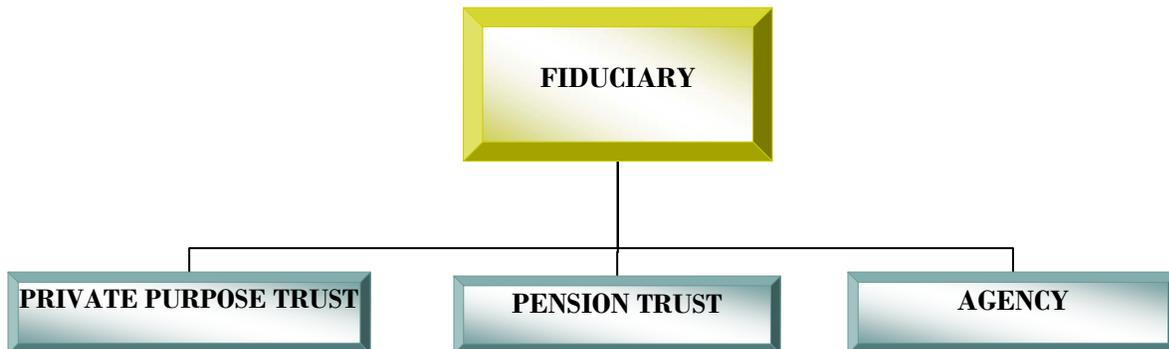 FIDUCIARY
PRIVATE PURPOSE TRUST
PENSION TRUST
AGENCY